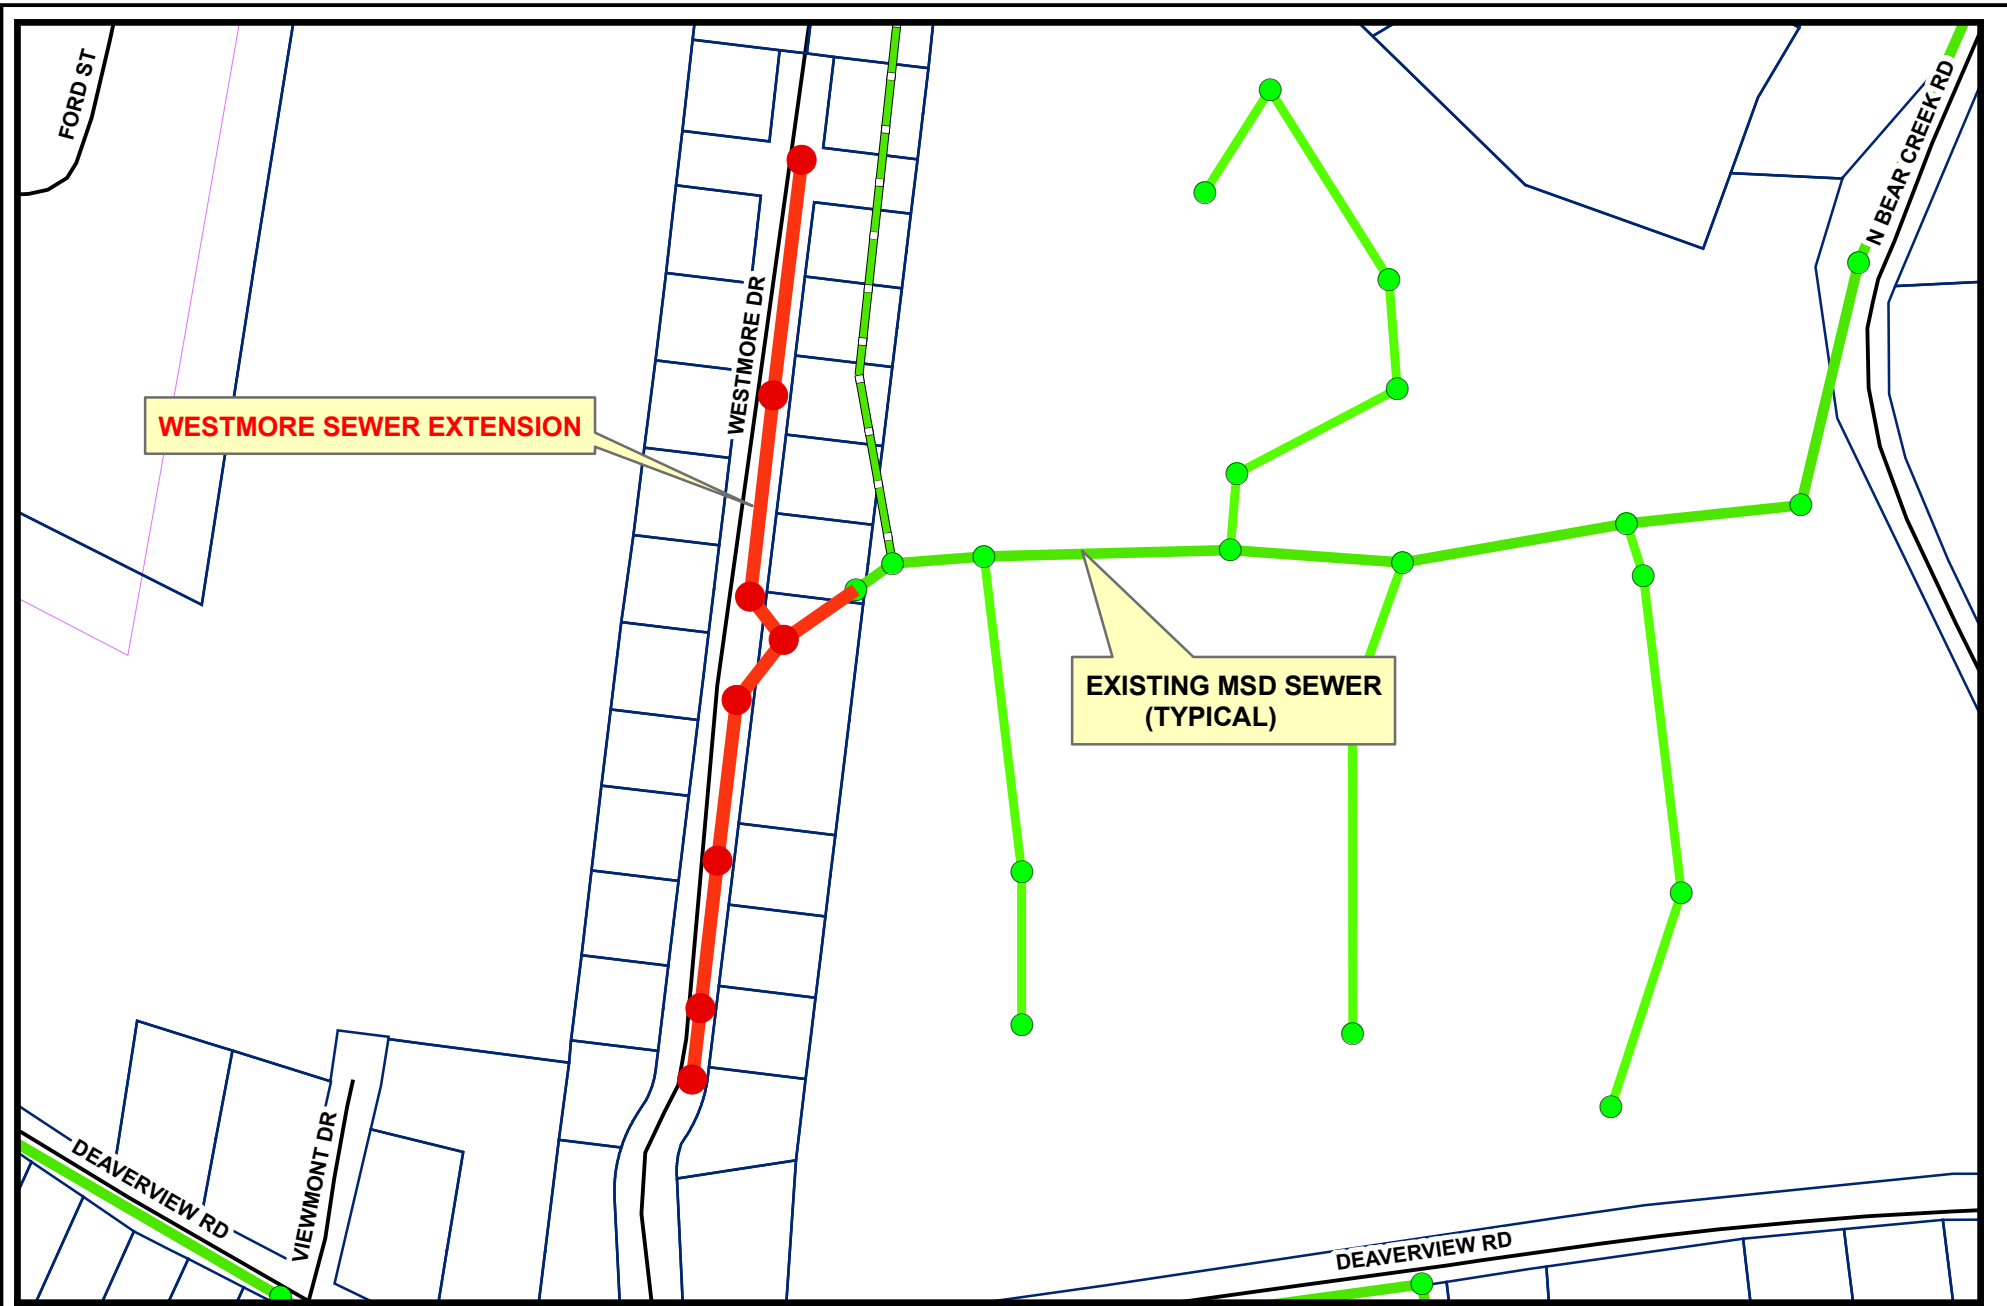 FORD ST
N BEAR CREEK RD
WESTMORE DR
WESTMORE SEWER EXTENSION
EXISTING MSD SEWER
(TYPICAL)
DEAVERVIEW RD
VIEWMONT DR
DEAVERVIEW RD